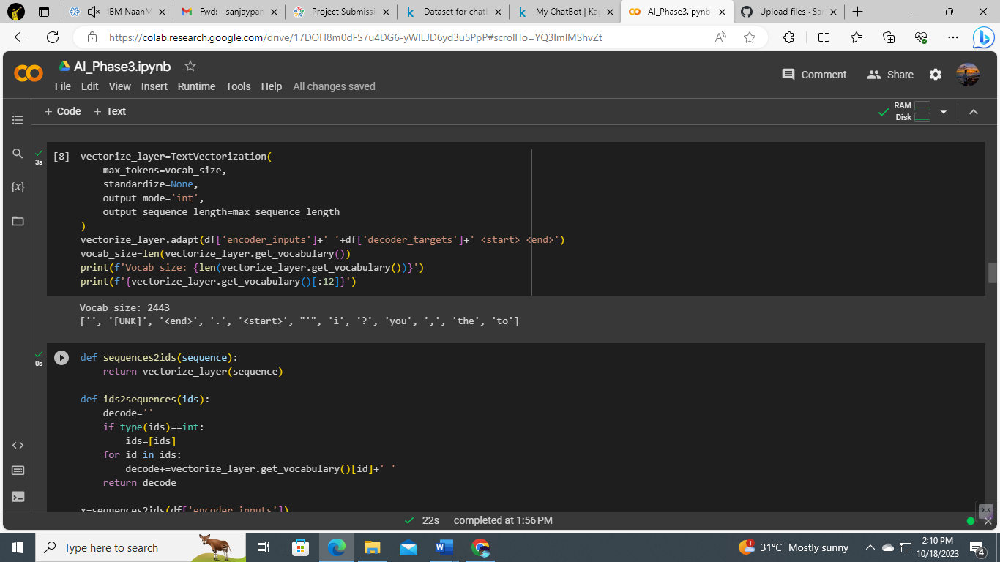 IBM NaanM
Fwd: - sanjaypan
Project Submissi
Dataset for chat
My ChatBot | Kag
AI_Phase3.ipynb
Upload files · Sa
https://colab.research.google.com/drive/17DOH8m0dFS7u4DG6-yWILJD6yd3u5PpP#scrollTo=YQ3ImIMShvZt
AI_Phase3.ipynb
File Edit View Insert Runtime Tools Help All changes saved
Comment
Share
+ Code + Text
RAM
Disk
3s
[8] vectorize_layer=TextVectorization(
max_tokens=vocab_size,
standardize=None,
output_mode='int',
output_sequence_length=max_sequence_length
)
vectorize_layer.adapt(df['encoder_inputs']+' '+df['decoder_targets']+' <start> <end>')
vocab_size=len(vectorize_layer.get_vocabulary())
print(f'Vocab size: {len(vectorize_layer.get_vocabulary())}')
print(f'{vectorize_layer.get_vocabulary()[:12]}')
Vocab size: 2443
['', '[UNK]', '<end>', '.', '<start>', "'", 'i', '?', 'you', ',', 'the', 'to']
0s
def sequences2ids(sequence):
return vectorize_layer(sequence)
def ids2sequences(ids):
decode=''
if type(ids)==int:
ids=[ids]
for id in ids:
decode+=vectorize_layer.get_vocabulary()[id]+' '
return decode
x=sequences2ids(df['encoder_inputs'])
22s completed at 1:56 PM
Type here to search
1
31°C Mostly sunny
2:10 PM
10/18/2023
4